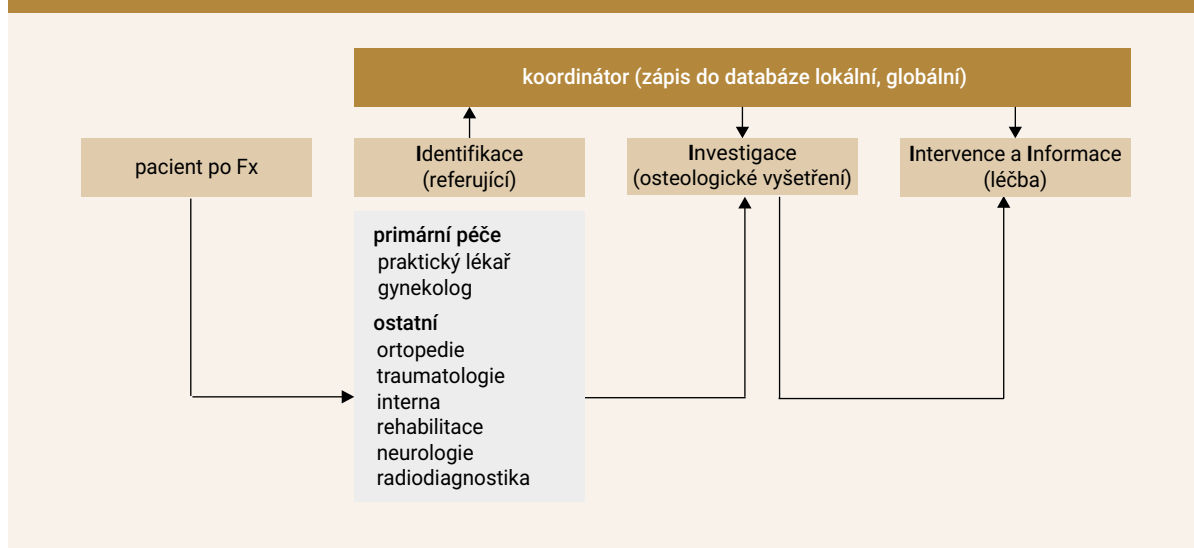 koordinátor (zápis do databáze lokální, globální)
pacient po Fx
Identifikace
(referující)
Investigace
(osteologické vyšetření)
Intervence a Informace
(léčba)
primární péče
praktický lékař
gynekolog
ostatní
ortopedie
traumatologie
interna
rehabilitace
neurologie
radiodiagnostika